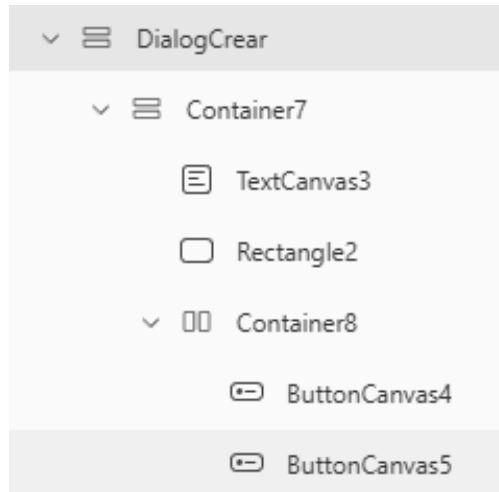 DialogCrear
Container7
TextCanvas3
Rectangle2
Container8
ButtonCanvas4
ButtonCanvas5